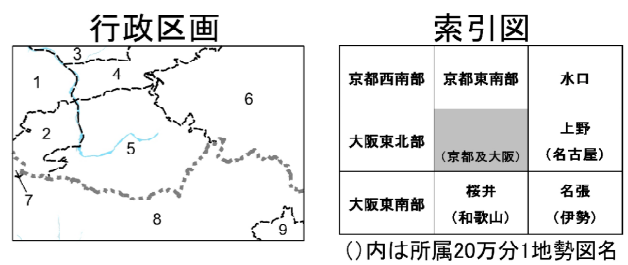 行政区画
索引図
3
1
4
6
2
5
7
8
9
京都西南部 京都東南部 水口
大阪東北部 (京都及大阪) 上野
(名古屋)
大阪東南部 桜井 名張
(和歌山) (伊勢)
()内は所属20万分1地勢図名